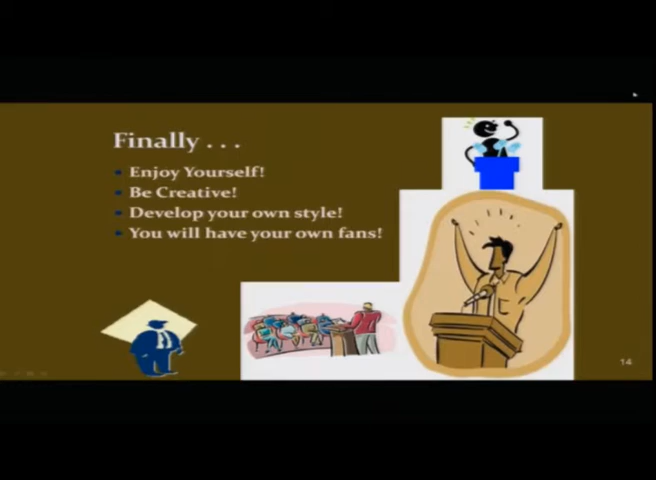 Finally . . .
Enjoy Yourself!
Be Creative!
Develop your own style!
You will have your own fans!
14